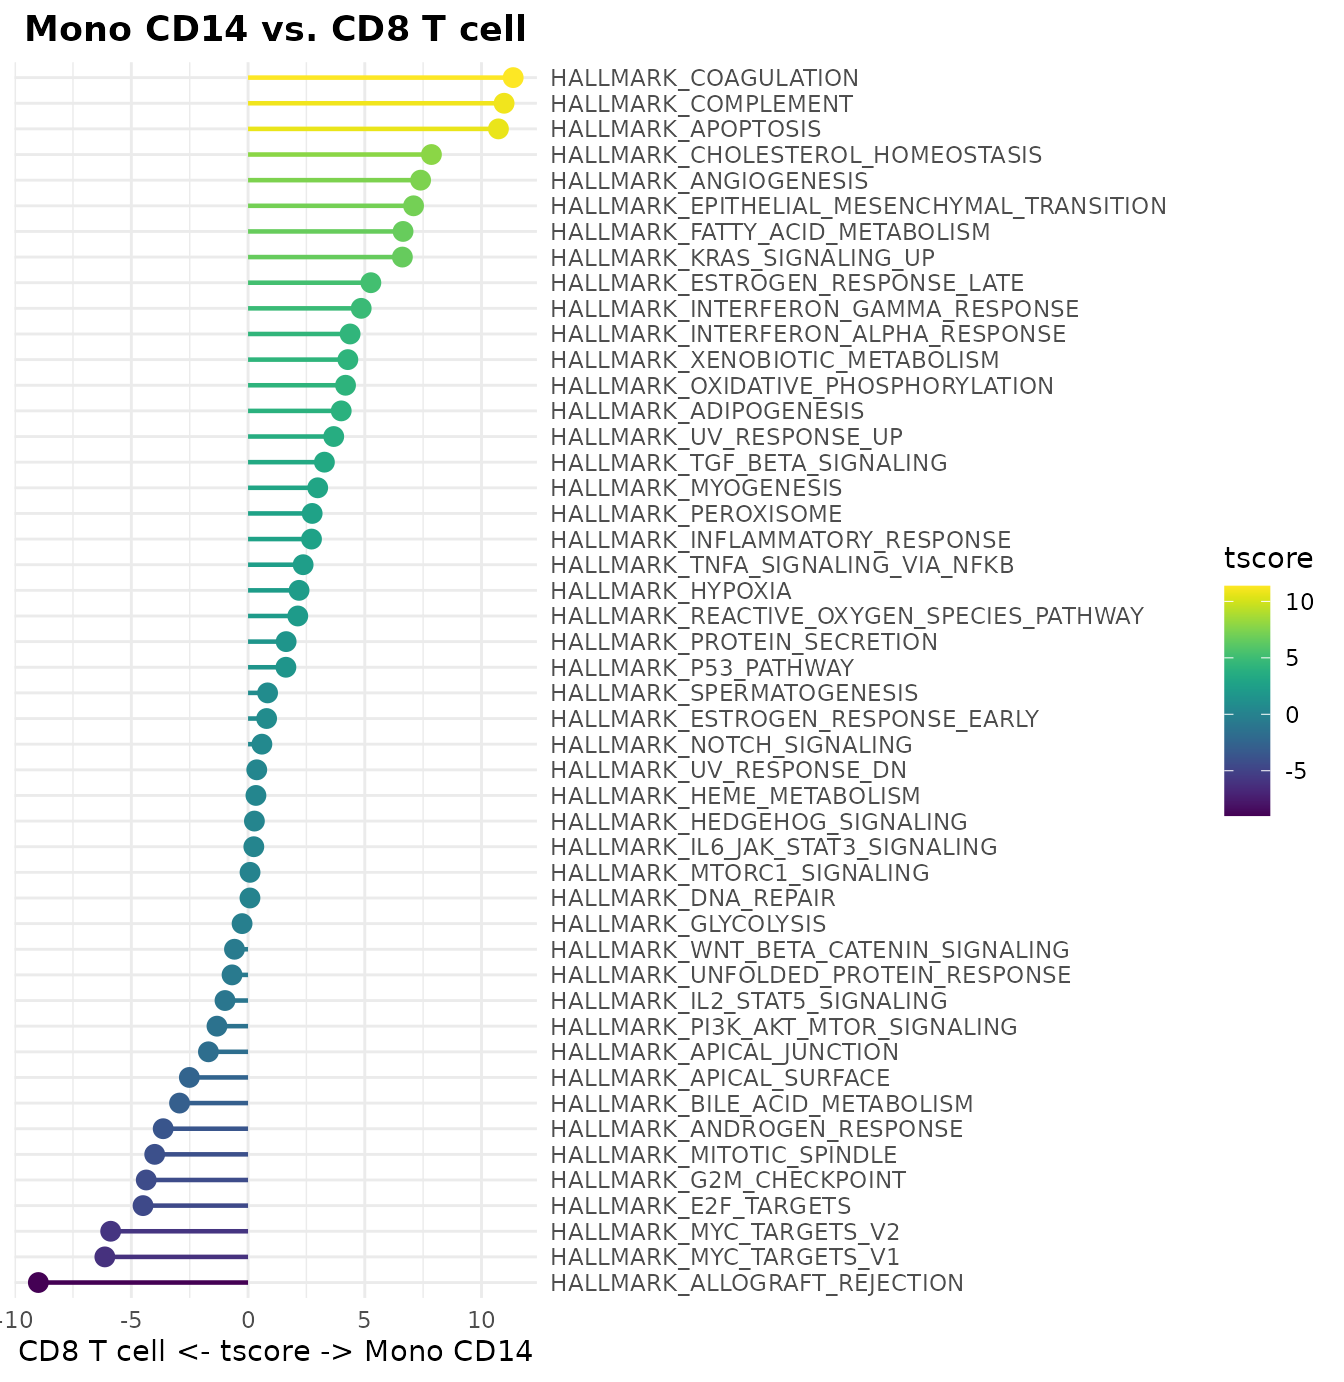 Mono CD14 vs. CD8 T cell
HALLMARK_COAGULATION
HALLMARK_COMPLEMENT
HALLMARK_APOPTOSIS
HALLMARK_CHOLESTEROL_HOMEOSTASIS
HALLMARK_ANGIOGENESIS
HALLMARK_EPITHELIAL_MESENCHYMAL_TRANSITION
HALLMARK_FATTY_ACID_METABOLISM
HALLMARK_KRAS_SIGNALING_UP
HALLMARK_ESTROGEN_RESPONSE_LATE
HALLMARK_INTERFERON_GAMMA_RESPONSE
HALLMARK_INTERFERON_ALPHA_RESPONSE
HALLMARK_XENOBIOTIC_METABOLISM
HALLMARK_OXIDATIVE_PHOSPHORYLATION
HALLMARK_ADIPOGENESIS
HALLMARK_UV_RESPONSE_UP
HALLMARK_TGF_BETA_SIGNALING
HALLMARK_MYOGENESIS
HALLMARK_PEROXISOME
HALLMARK_INFLAMMATORY_RESPONSE
HALLMARK_TNFA_SIGNALING_VIA_NFKB
HALLMARK_HYPOXIA
HALLMARK_REACTIVE_OXYGEN_SPECIES_PATHWAY
HALLMARK_PROTEIN_SECRETION
HALLMARK_P53_PATHWAY
HALLMARK_SPERMATOGENESIS
HALLMARK_ESTROGEN_RESPONSE_EARLY
HALLMARK_NOTCH_SIGNALING
HALLMARK_UV_RESPONSE_DN
HALLMARK_HEME_METABOLISM
HALLMARK_HEDGEHOG_SIGNALING
HALLMARK_IL6_JAK_STAT3_SIGNALING
HALLMARK_MTORC1_SIGNALING
HALLMARK_DNA_REPAIR
HALLMARK_GLYCOLYSIS
HALLMARK_WNT_BETA_CATENIN_SIGNALING
HALLMARK_UNFOLDED_PROTEIN_RESPONSE
HALLMARK_IL2_STAT5_SIGNALING
HALLMARK_PI3K_AKT_MTOR_SIGNALING
HALLMARK_APICAL_JUNCTION
HALLMARK_APICAL_SURFACE
HALLMARK_BILE_ACID_METABOLISM
HALLMARK_ANDROGEN_RESPONSE
HALLMARK_MITOTIC_SPINDLE
HALLMARK_G2M_CHECKPOINT
HALLMARK_E2F_TARGETS
HALLMARK_MYC_TARGETS_V2
HALLMARK_MYC_TARGETS_V1
HALLMARK_ALLOGRAFT_REJECTION
-10 -5 0 5 10
CD8 T cell <- tscore -> Mono CD14
tscore
10
5
0
-5